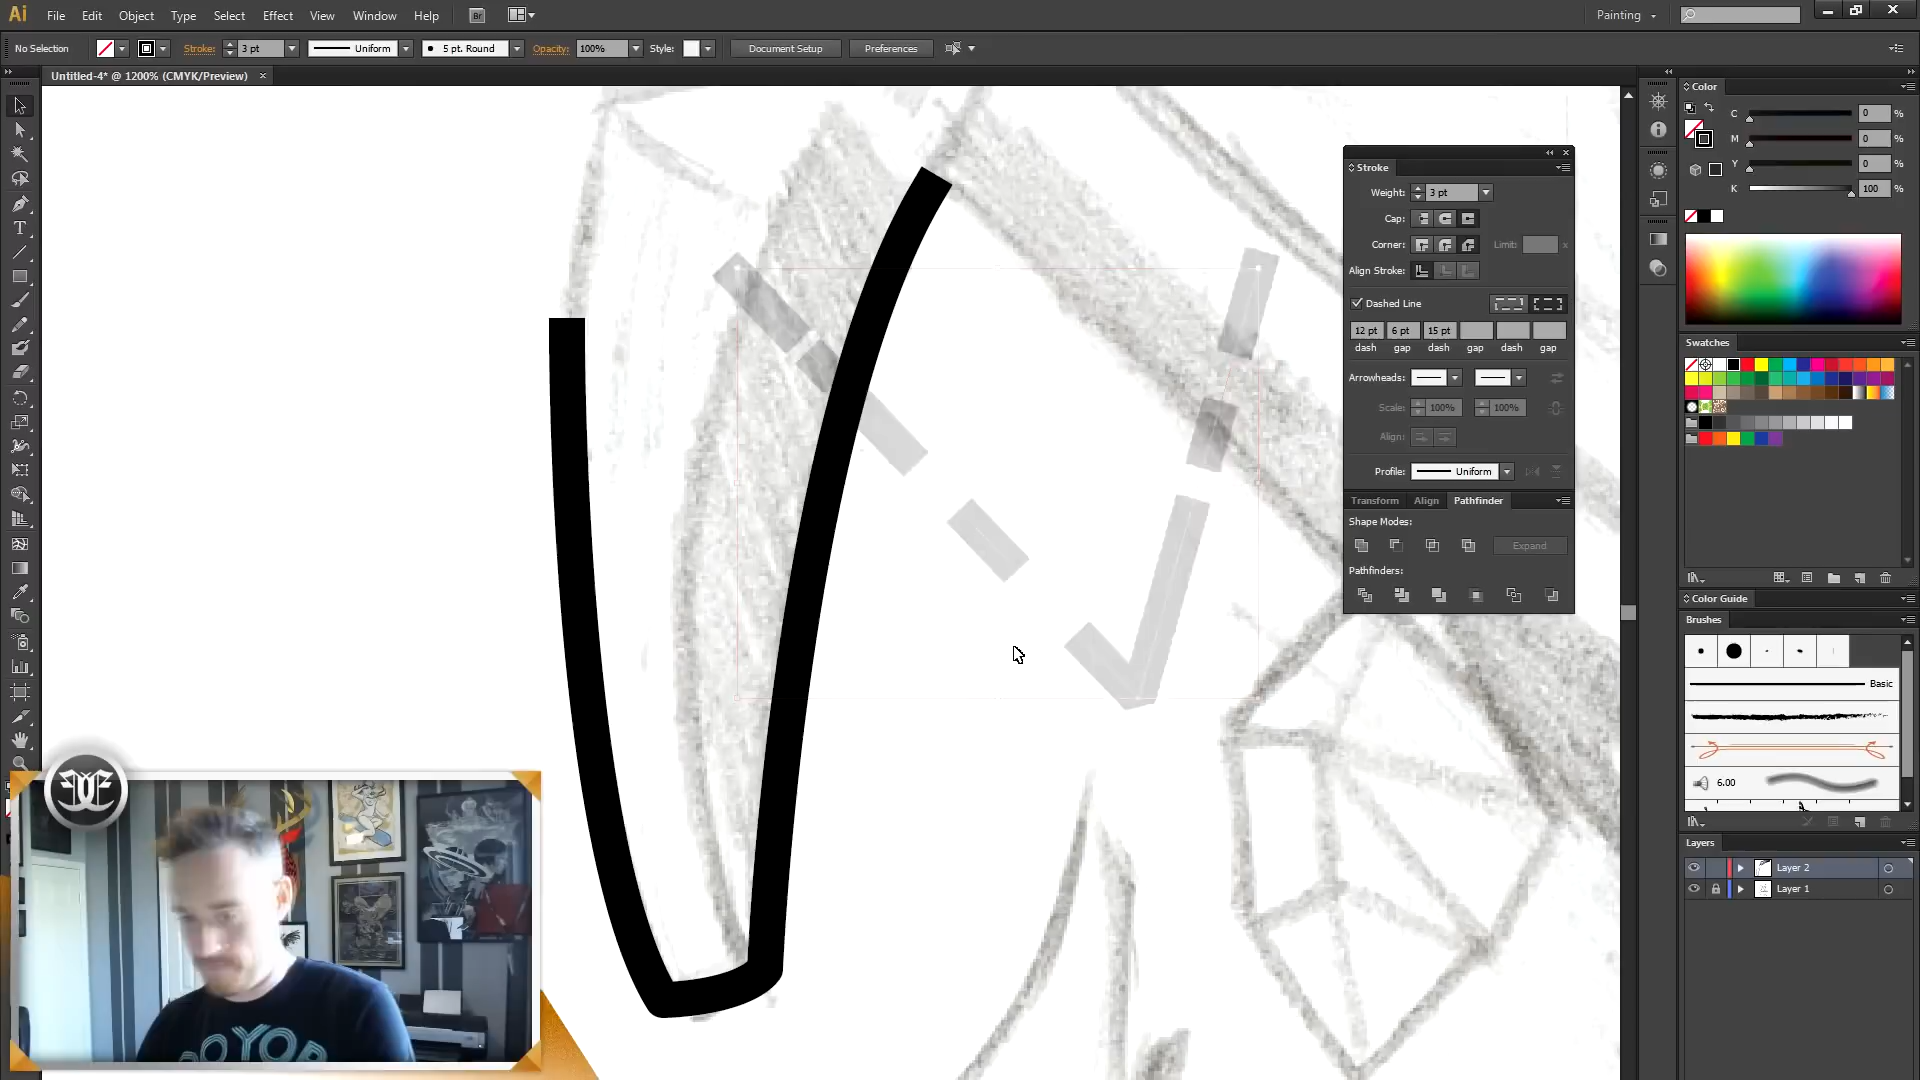 Ai File Edit Object Type Select Effect View Window Help Br Painting
No Selection Stroke: 3 pt Uniform 5 pt. Round Opacity: 100% Style: Document Setup Preferences
Untitled-4* @ 1200% (CMYK/Preview)
Color
C 0 %
M 0 %
Y 0 %
K 100 %
Stroke
Weight: 3 pt
Cap:
Corner: Limit: x
Align Stroke:
Dashed Line
12 pt 6 pt 15 pt
dash gap dash gap dash gap
Arrowheads:
Scale: 100% 100%
Align:
Profile: Uniform
Transform Align Pathfinder
Shape Modes:
Expand
Pathfinders:
Swatches
Color Guide
Brushes
Basic
6.00
Layers
Layer 2
Layer 1